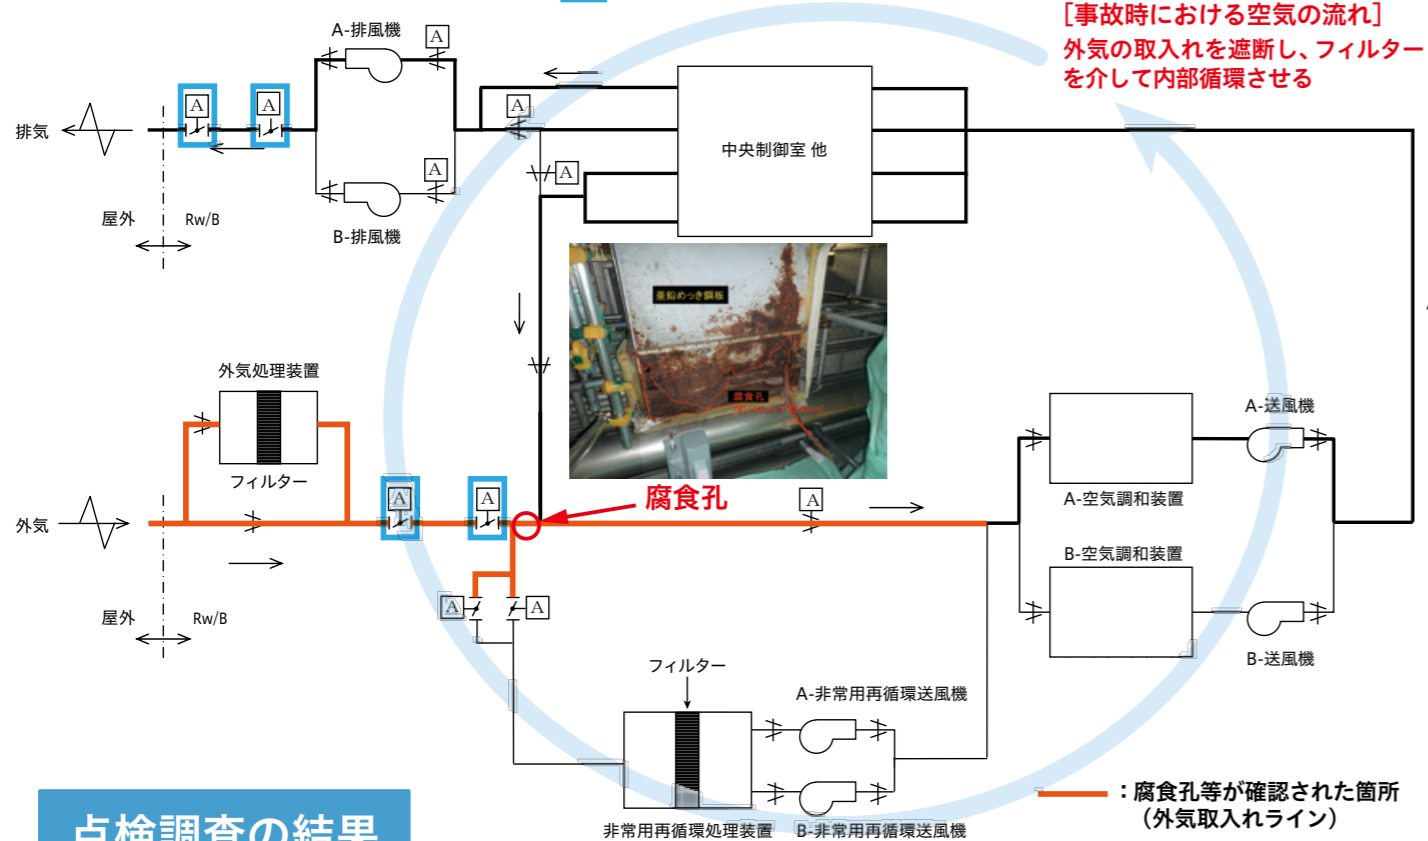 [事故時における空気の流れ]
外気の取入れを遮断し、フィルター
を介して内部循環させる
A-排風機
A
A
A
排気
A
A
中央制御室 他
A
屋外
Rw/B
B-排風機
亜鉛めっき鋼板
腐食孔
外気処理装置
フィルター
A-送風機
A-空気調和装置
腐食孔
A
A
A
外気
B-空気調和装置
A
A
屋外
Rw/B
B-送風機
フィルター
A-非常用再循環送風機
:腐食孔等が確認された箇所
(外気取入れライン)
点検調査の結果
非常用再循環処理装置
B-非常用再循環送風機